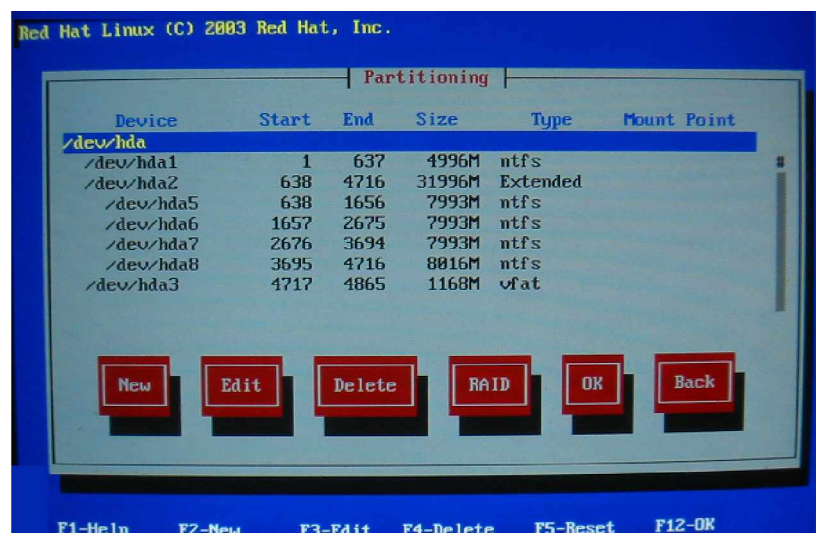 Red Hat Linux (C) 2003 Red Hat, Inc.
Partitioning
Device Start End Size Type Mount Point
/dev/hda
/dev/hda1 1 637 4996M ntfs #
/dev/hda2 638 4716 31996M Extended
/dev/hda5 638 1656 7993M ntfs
/dev/hda6 1657 2675 7993M ntfs
/dev/hda7 2676 3694 7993M ntfs
/dev/hda8 3695 4716 8016M ntfs
/dev/hda3 4717 4865 1168M vfat
New Edit Delete RAID OK Back
F1-Help F2-New F3-Edit F4-Delete F5-Reset F12-OK